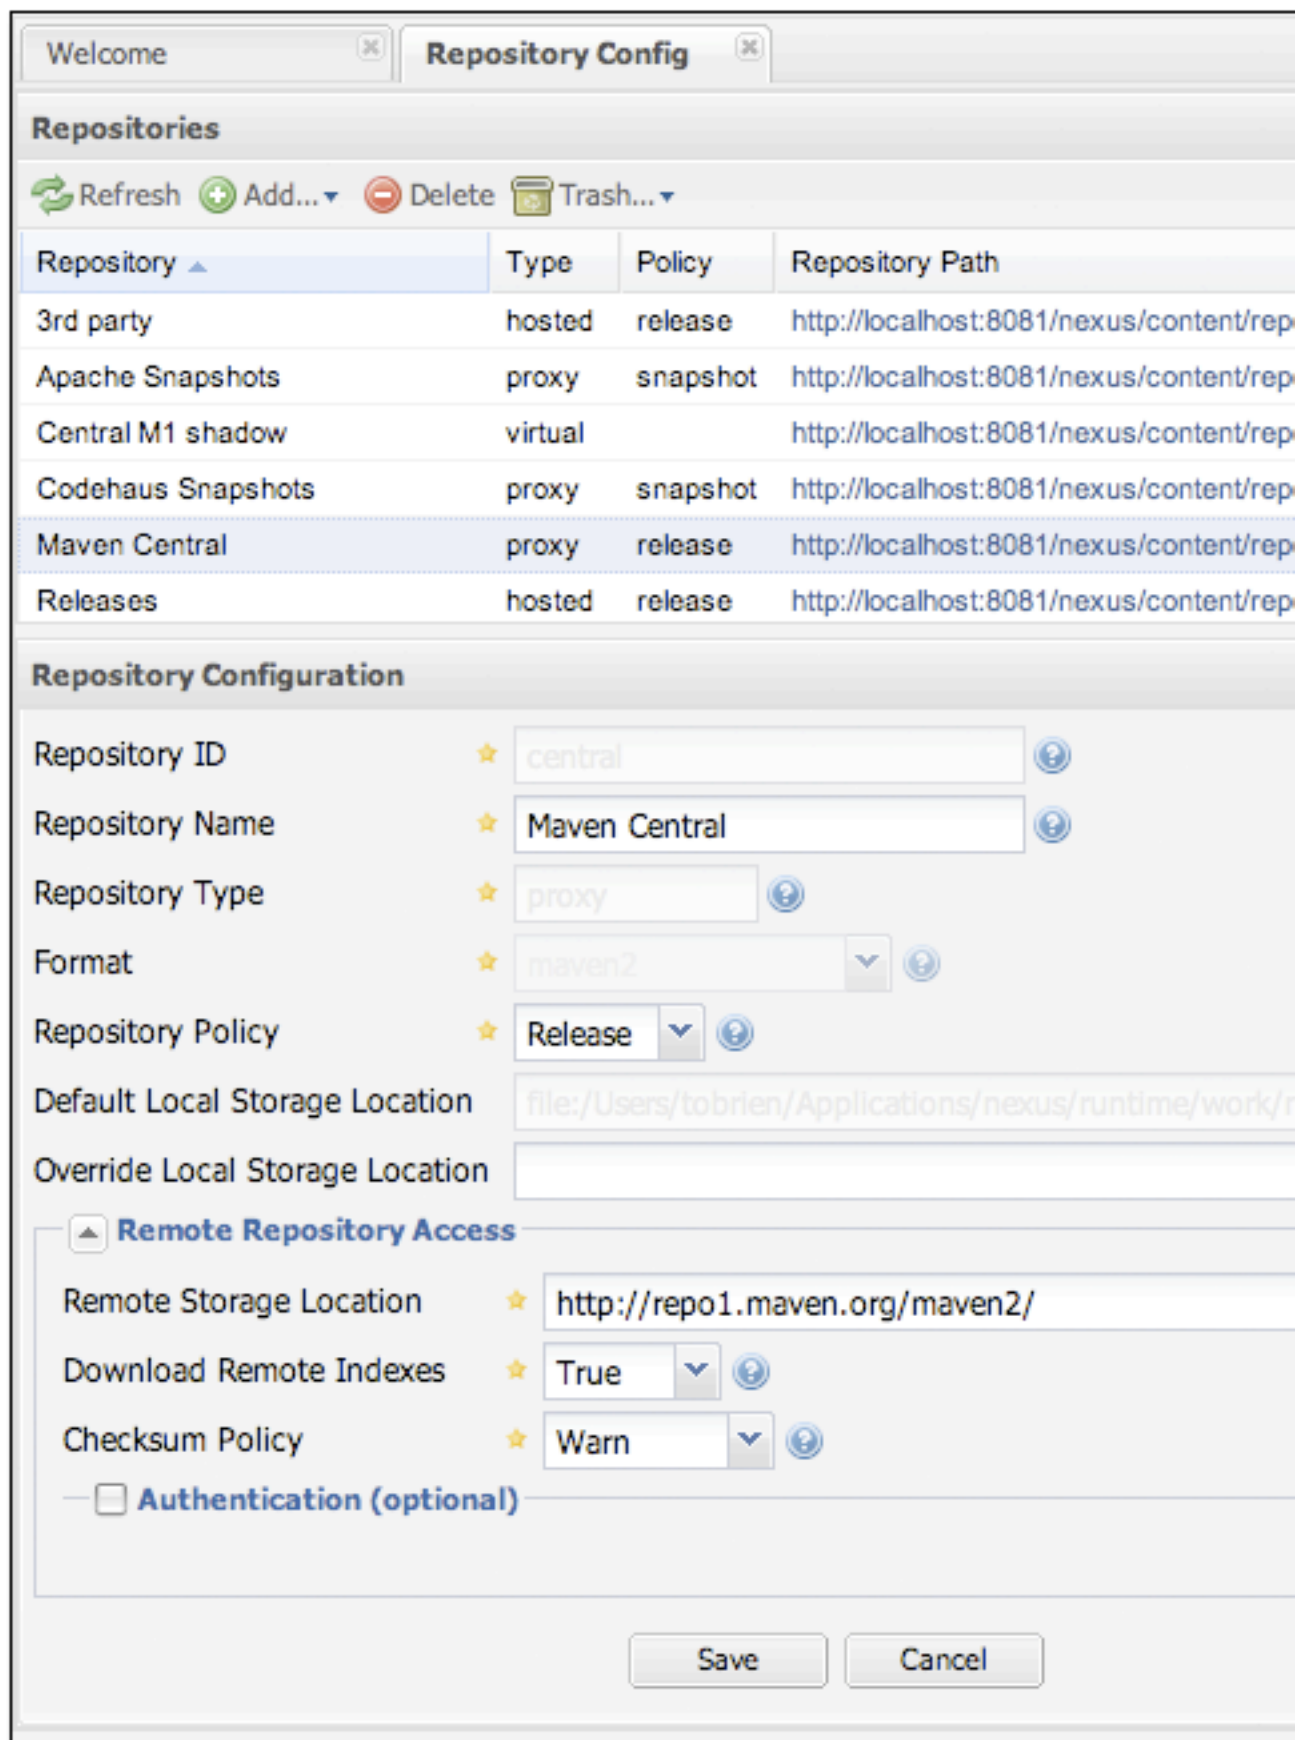 Welcome Repository Config
Repositories
Refresh Add... Delete Trash...
Repository Type Policy Repository Path
3rd party hosted release http://localhost:8081/nexus/content/rep
Apache Snapshots proxy snapshot http://localhost:8081/nexus/content/rep
Central M1 shadow virtual http://localhost:8081/nexus/content/rep
Codehaus Snapshots proxy snapshot http://localhost:8081/nexus/content/rep
Maven Central proxy release http://localhost:8081/nexus/content/rep
Releases hosted release http://localhost:8081/nexus/content/rep
Repository Configuration
Repository ID central
Repository Name Maven Central
Repository Type proxy
Format maven2
Repository Policy Release
Default Local Storage Location file:/Users/tobrien/Applications/nexus/runtime/work/
Override Local Storage Location
Remote Repository Access
Remote Storage Location http://repo1.maven.org/maven2/
Download Remote Indexes True
Checksum Policy Warn
Authentication (optional)
Save Cancel